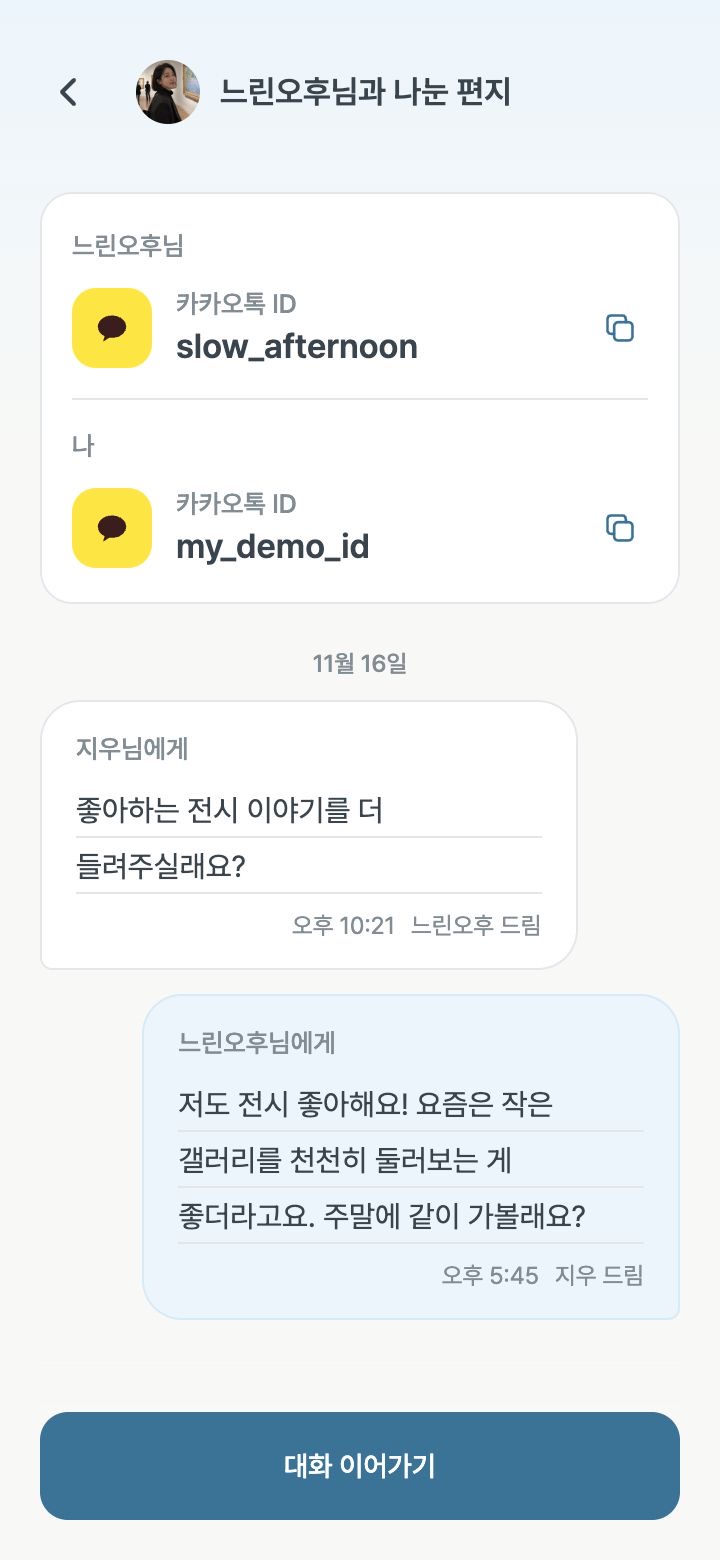 느린오후님과 나눈 편지
느린오후님
카카오톡 ID
slow_afternoon
나
카카오톡 ID
my_demo_id
11월 16일
지우님에게
좋아하는 전시 이야기를 더
들려주실래요?
오후 10:21 느린오후 드림
느린오후님에게
저도 전시 좋아해요! 요즘은 작은
갤러리를 천천히 둘러보는 게
좋더라고요. 주말에 같이 가볼래요?
오후 5:45 지우 드림
대화 이어가기